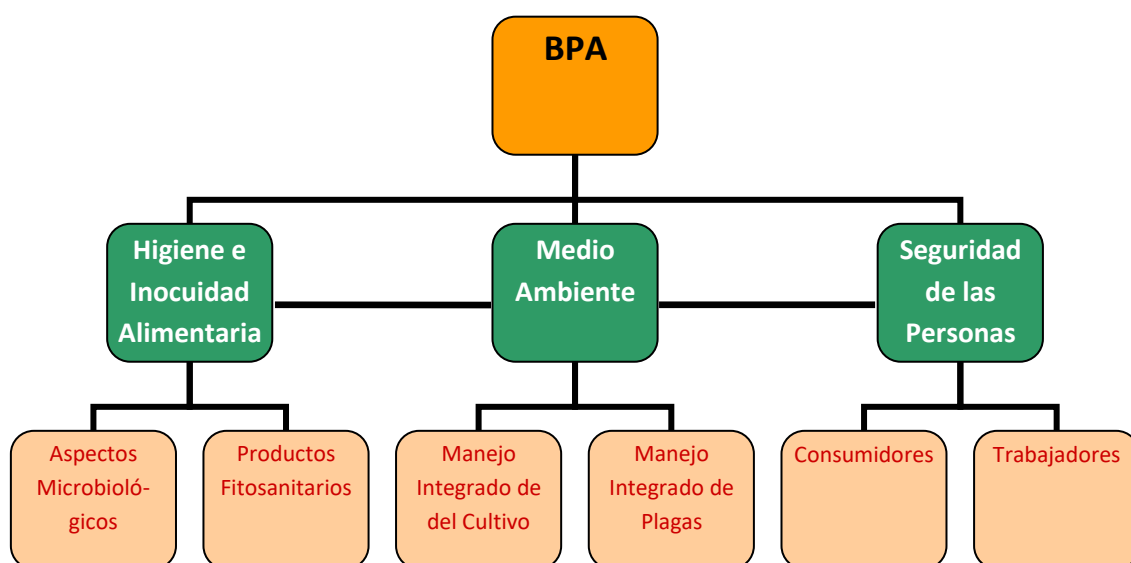 BPA
Higiene e
Inocuidad
Alimentaria
Medio
Ambiente
Seguridad
de las
Personas
Aspectos
Microbioló-
gicos
Productos
Fitosanitarios
Manejo
Integrado de
del Cultivo
Manejo
Integrado de
Plagas
Consumidores
Trabajadores